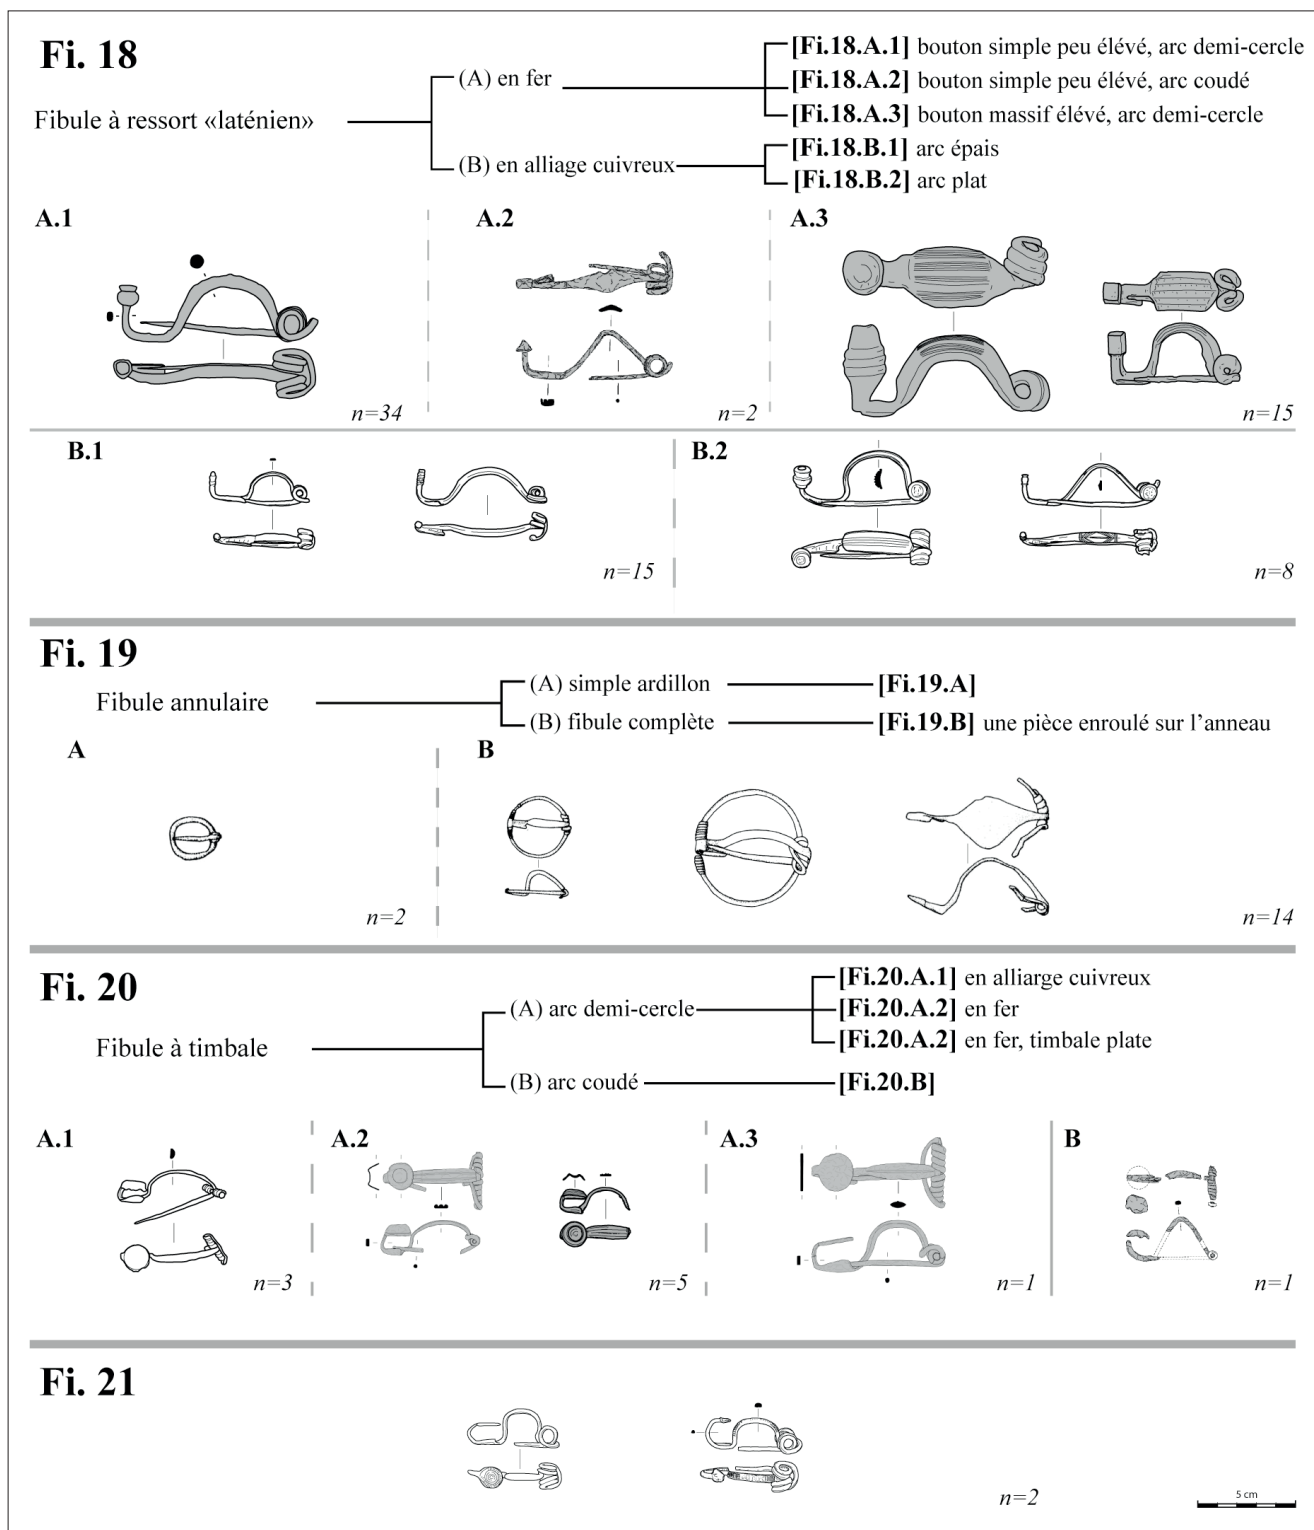 Fi. 18
Fibule à ressort «laténien»
(A) en fer
[Fi.18.A.1] bouton simple peu élévé, arc demi-cercle
[Fi.18.A.2] bouton simple peu élévé, arc coudé
[Fi.18.A.3] bouton massif élévé, arc demi-cercle
(B) en alliage cuivreux
[Fi.18.B.1] arc épais
[Fi.18.B.2] arc plat
A.1
n=34
A.2
n=2
A.3
n=15
B.1
n=15
B.2
n=8
Fi. 19
Fibule annulaire
(A) simple ardillon
[Fi.19.A]
(B) fibule complète
[Fi.19.B] une pièce enroulé sur l'anneau
A
n=2
B
n=14
Fi. 20
Fibule à timbale
(A) arc demi-cercle
[Fi.20.A.1] en alliarge cuivreux
[Fi.20.A.2] en fer
[Fi.20.A.2] en fer, timbale plate
(B) arc coudé
[Fi.20.B]
A.1
n=3
A.2
n=5
A.3
n=1
B
n=1
Fi. 21
n=2
5 cm